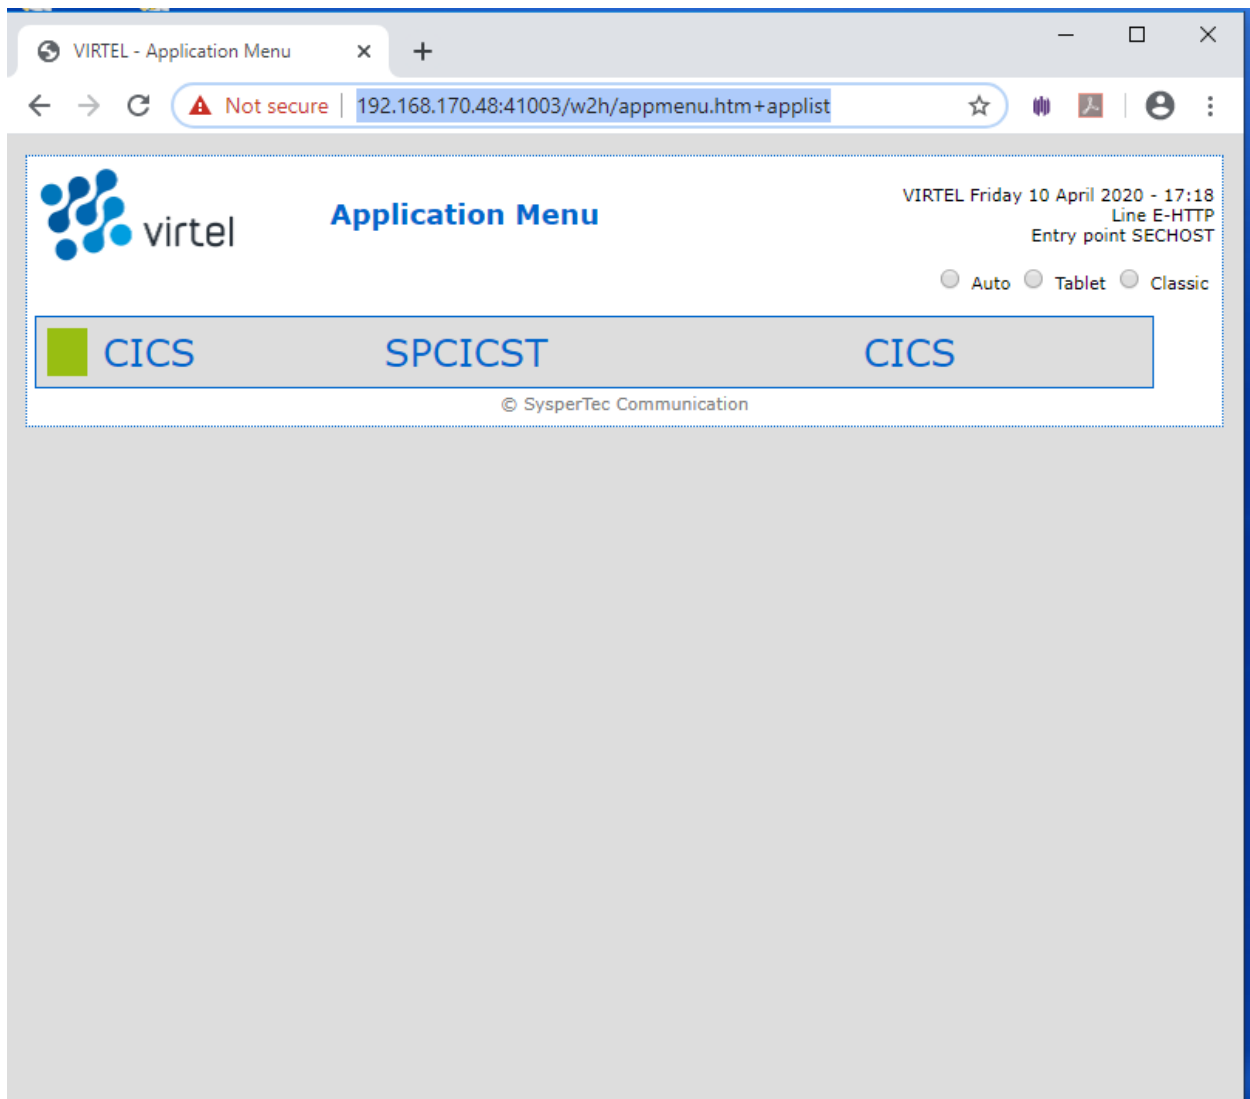 VIRTEL - Application Menu
Not secure | 192.168.170.48:41003/w2h/appmenu.htm+applist
virtel
Application Menu
VIRTEL Friday 10 April 2020 - 17:18
Line E-HTTP
Entry point SECHOST
Auto Tablet Classic
CICS SPCICST CICS
© SysperTec Communication